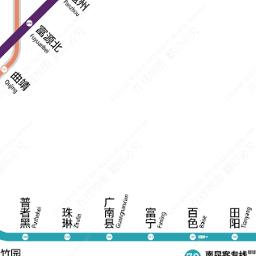 盘州
Panzhou
富源北
Fuyuanbei
曲靖
Qujing
普者黑
Puzhehei
珠琳
Zhulin
广南县
Guangnanxian
富宁
Funing
百色
Baise
田阳
Tianyang
竹园
南昆客专线